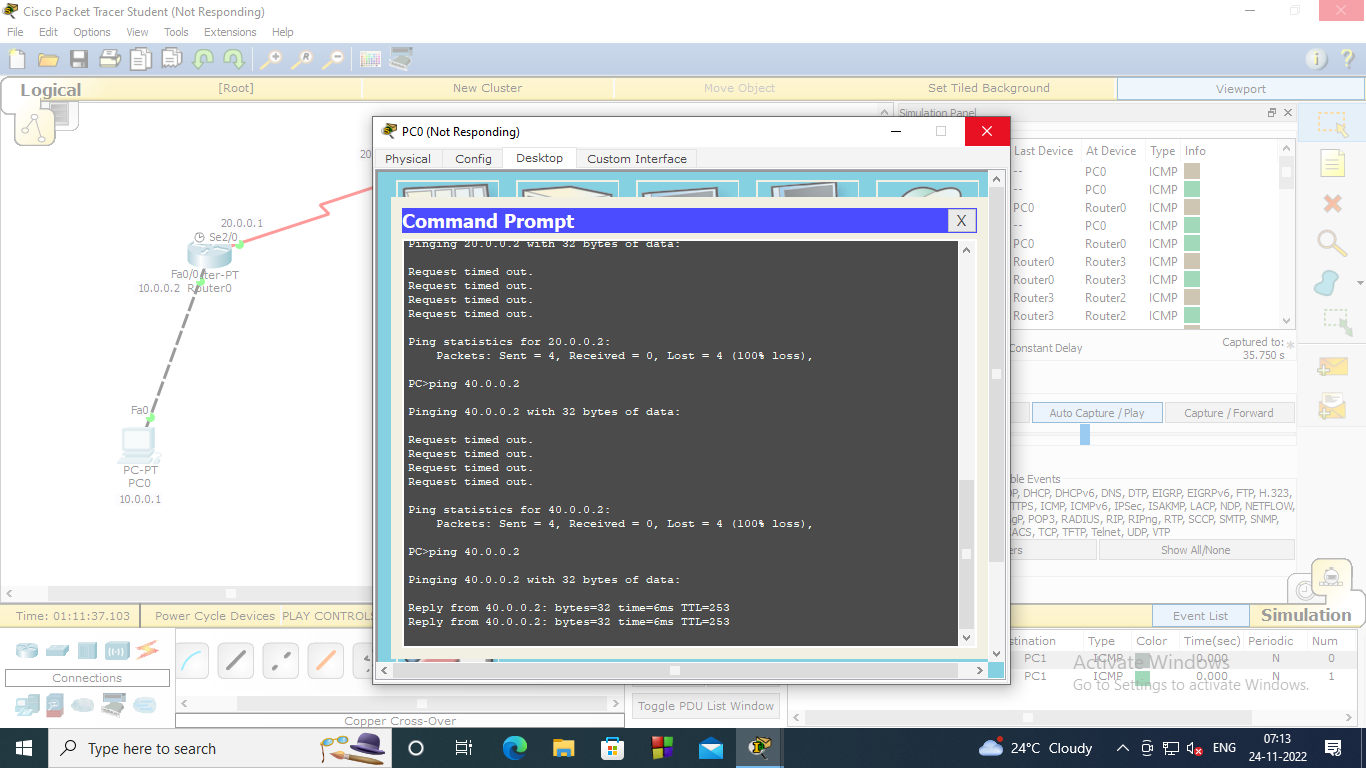 Cisco Packet Tracer Student (Not Responding)
File Edit Options View Tools Extensions Help
Logical
[Root]
New Cluster
Move Object
Set Tiled Background
Viewport
Simulation Panel
Last Device At Device Type Info
-- PC0 ICMP
-- PC0 ICMP
PC0 Router0 ICMP
-- PC0 ICMP
PC0 Router0 ICMP
Router0 Router3 ICMP
Router0 Router3 ICMP
Router3 Router2 ICMP
Router3 Router2 ICMP
Constant Delay
Captured to:
35.750 s
Auto Capture / Play
Capture / Forward
ble Events
DHCP, DHCPv6, DNS, DTP, EIGRP, EIGRPv6, FTP, H.323,
TTPS, ICMP, ICMPv6, IPSec, ISAKMP, LACP, NDP, NETFLOW,
gP, POP3, RADIUS, RIP, RIPng, RTP, SCCP, SMTP, SNMP,
ACS, TCP, TFTP, Telnet, UDP, VTP
ers
Show All/None
20
20.0.0.1
Se2/0
Fa0/0 ter-PT
10.0.0.2 Router0
Fa0
PC-PT
PC0
10.0.0.1
PC0 (Not Responding)
Physical Config Desktop Custom Interface
Command Prompt
X
Pinging 20.0.0.2 with 32 bytes of data:
Request timed out.
Request timed out.
Request timed out.
Request timed out.
Ping statistics for 20.0.0.2:
Packets: Sent = 4, Received = 0, Lost = 4 (100% loss),
PC>ping 40.0.0.2
Pinging 40.0.0.2 with 32 bytes of data:
Request timed out.
Request timed out.
Request timed out.
Request timed out.
Ping statistics for 40.0.0.2:
Packets: Sent = 4, Received = 0, Lost = 4 (100% loss),
PC>ping 40.0.0.2
Pinging 40.0.0.2 with 32 bytes of data:
Reply from 40.0.0.2: bytes=32 time=6ms TTL=253
Reply from 40.0.0.2: bytes=32 time=6ms TTL=253
Time: 01:11:37.103
Power Cycle Devices PLAY CONTROLS
Event List
Simulation
Connections
Copper Cross-Over
Toggle PDU List Window
stination Type Color Time(sec) Periodic Num
PC1 ICMP 0.000 N 0
PC1 ICMP 0.000 N 1
Activate Windows
Go to Settings to activate Windows.
Type here to search
24°C Cloudy
ENG
07:13
24-11-2022